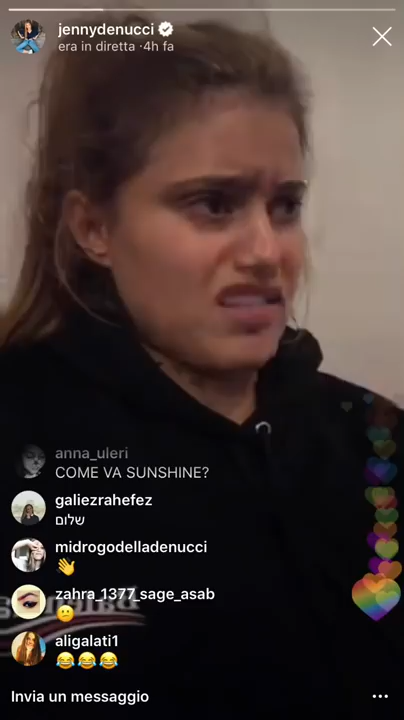 jennydenucci
era in diretta · 4h fa
anna_uleri
COME VA SUNSHINE?
galiezrahefez
שלום
midrogodelladenucci
👋
zahra_1377_sage_asab
😕
aligalati1
😂😂😂
Invia un messaggio